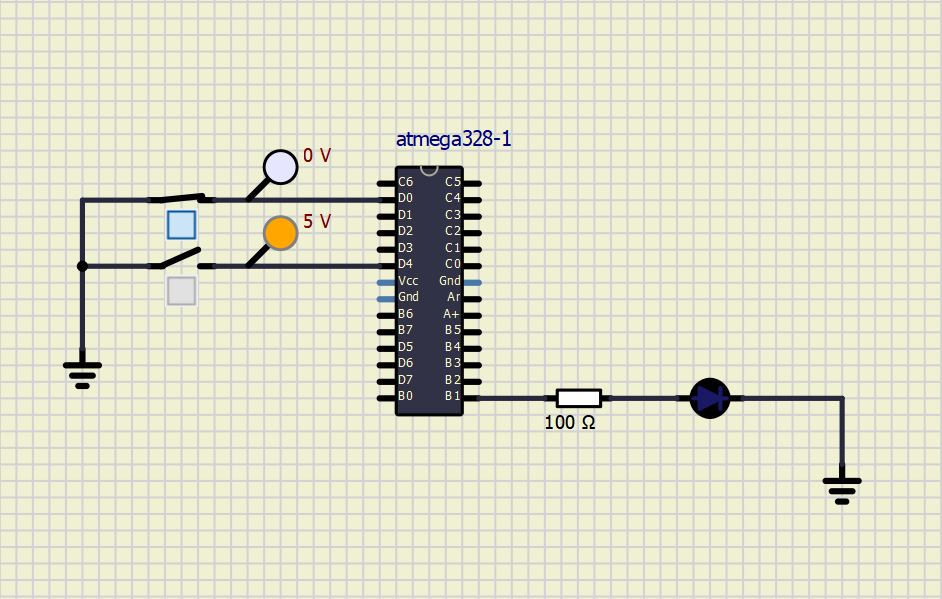 atmega328-1
0 V
5 V
C6 C5
D0 C4
D1 C3
D2 C2
D3 C1
D4 C0
Vcc Gnd
Gnd Ar
B6 A+
B7 B5
D5 B4
D6 B3
D7 B2
B0 B1
100 Ω